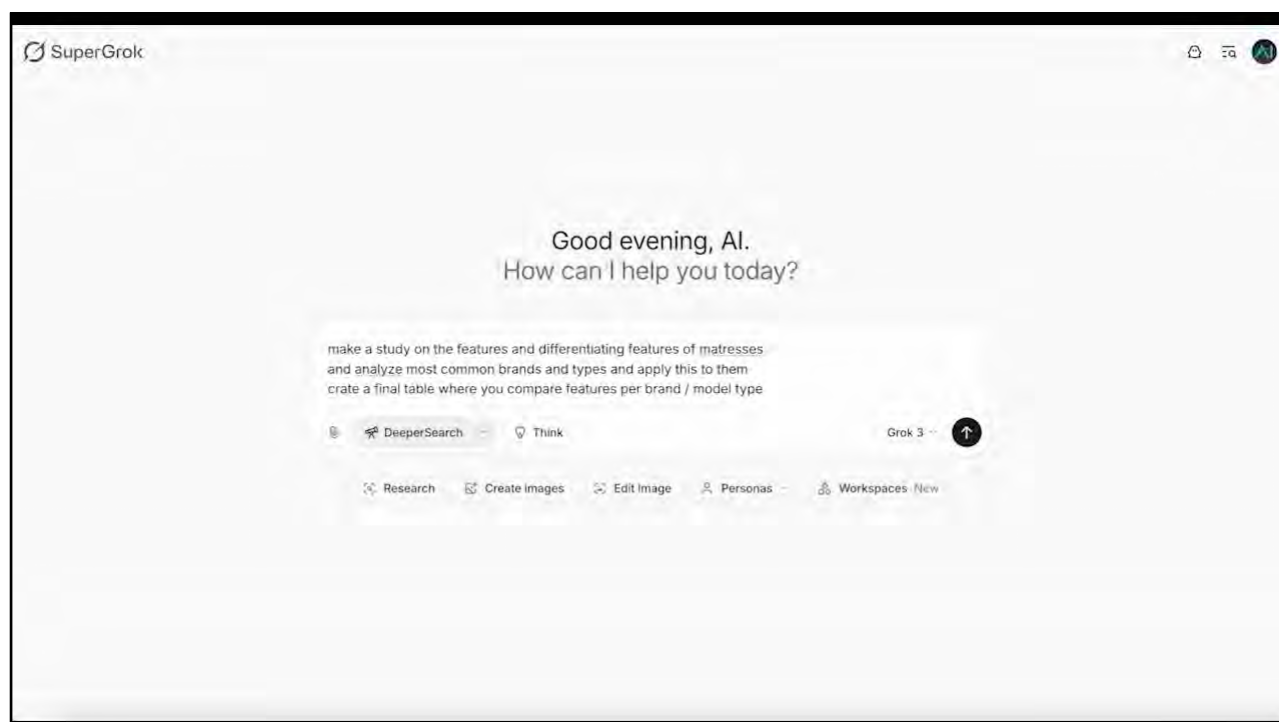 SuperGrok
AI
Good evening, AI.
How can I help you today?
make a study on the features and differentiating features of matresses
and analyze most common brands and types and apply this to them
crate a final table where you compare features per brand / model type
DeeperSearch
Think
Grok 3
Research
Create images
Edit Image
Personas
Workspaces New